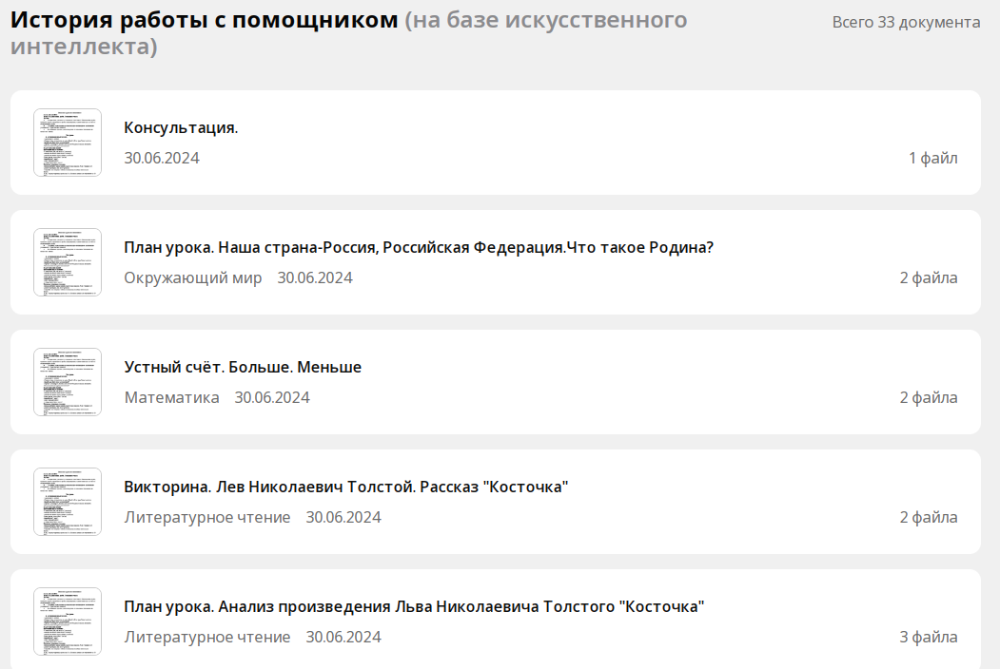 История работы с помощником (на базе искусственного
интеллекта)
Всего 33 документа
Консультация.
30.06.2024
1 файл
План урока. Наша страна-Россия, Российская Федерация.Что такое Родина?
Окружающий мир 30.06.2024
2 файла
Устный счёт. Больше. Меньше
Математика 30.06.2024
2 файла
Викторина. Лев Николаевич Толстой. Рассказ "Косточка"
Литературное чтение 30.06.2024
2 файла
План урока. Анализ произведения Льва Николаевича Толстого "Косточка"
Литературное чтение 30.06.2024
3 файла